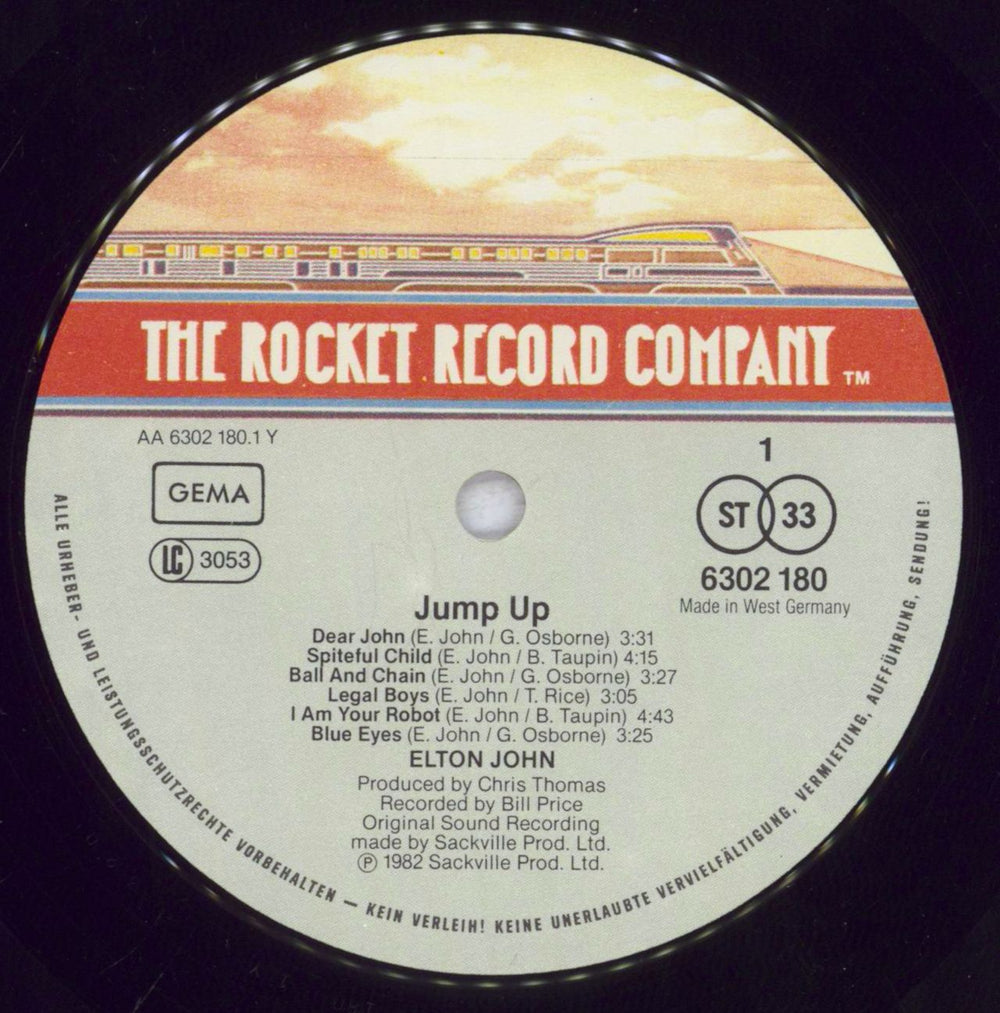 THE ROCKET RECORD COMPANY TM
AA 6302 180.1 Y
GEMA
LC 3053
1
ST 33
6302 180
Made in West Germany
Jump Up
Dear John (E. John / G. Osborne) 3:31
Spiteful Child (E. John / B. Taupin) 4:15
Ball And Chain (E. John / G. Osborne) 3:27
Legal Boys (E. John / T. Rice) 3:05
I Am Your Robot (E. John / B. Taupin) 4:43
Blue Eyes (E. John / G. Osborne) 3:25
ELTON JOHN
Produced by Chris Thomas
Recorded by Bill Price
Original Sound Recording
made by Sackville Prod. Ltd.
℗ 1982 Sackville Prod. Ltd.
ALLE URHEBER- UND LEISTUNGSSCHUTZRECHTE VORBEHALTEN — KEIN VERLEIH! KEINE UNERLAUBTE VERVIELFÄLTIGUNG, VERMIETUNG, AUFFÜHRUNG, SENDUNG!